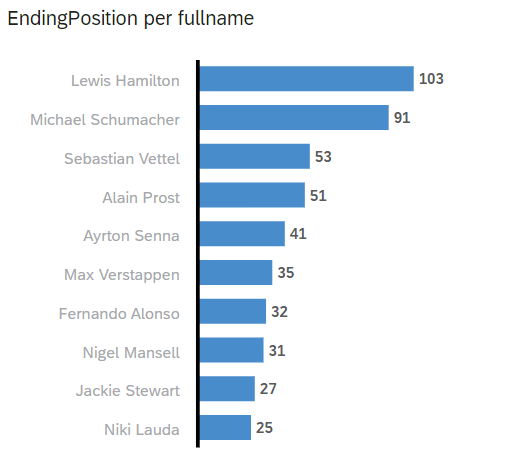 EndingPosition per fullname
Lewis Hamilton 103
Michael Schumacher 91
Sebastian Vettel 53
Alain Prost 51
Ayrton Senna 41
Max Verstappen 35
Fernando Alonso 32
Nigel Mansell 31
Jackie Stewart 27
Niki Lauda 25